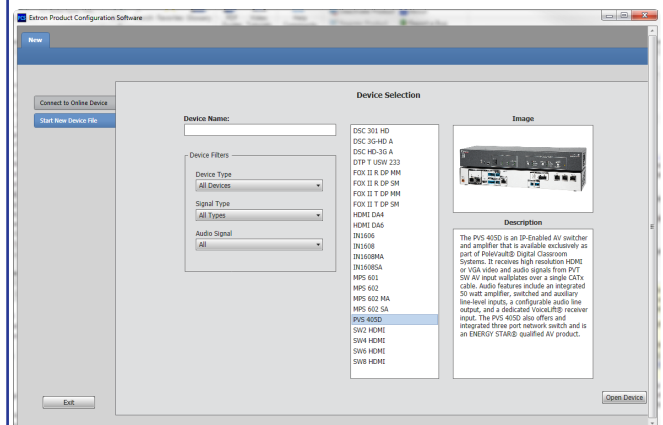 PCS Extron Product Configuration Software
New
Connect to Online Device
Start New Device File
Exit
Device Selection
Device Name:
Device Filters
Device Type
All Devices
Signal Type
All Types
Audio Signal
All
DSC 301 HD
DSC 3G-HD A
DSC HD-3G A
DTP T USW 233
FOX II R DP MM
FOX II R DP SM
FOX II T DP MM
FOX II T DP SM
HDMI DA4
HDMI DA6
IN1606
IN1608
IN1608MA
IN1608SA
MPS 601
MPS 602
MPS 602 MA
MPS 602 SA
PVS 405D
SW2 HDMI
SW4 HDMI
SW6 HDMI
SW8 HDMI
Image
Description
The PVS 405D is an IP-Enabled AV switcher
and amplifier that is available exclusively as
part of PoleVault® Digital Classroom
Systems. It receives high resolution HDMI
or VGA video and audio signals from PVT
SW AV input wallplates over a single CATx
cable. Audio features include an integrated
50 watt amplifier, switched and auxiliary
line-level inputs, a configurable audio line
output, and a dedicated VoiceLift® receiver
input. The PVS 405D also offers and
integrated three port network switch and is
an ENERGY STAR® qualified AV product.
Open Device